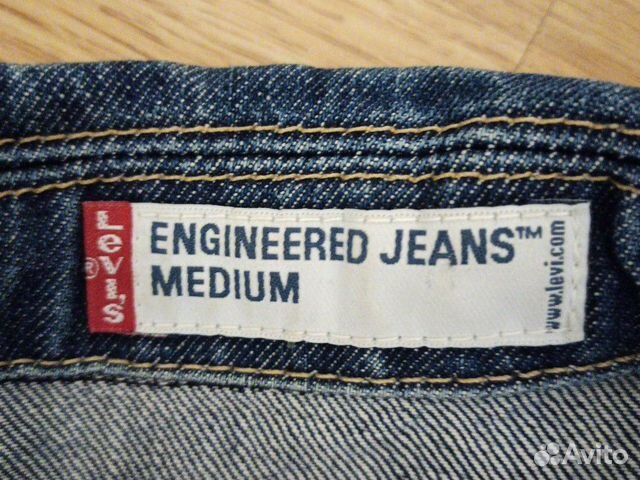 Levi's
®
ENGINEERED JEANS™
MEDIUM
www.levi.com
Avito